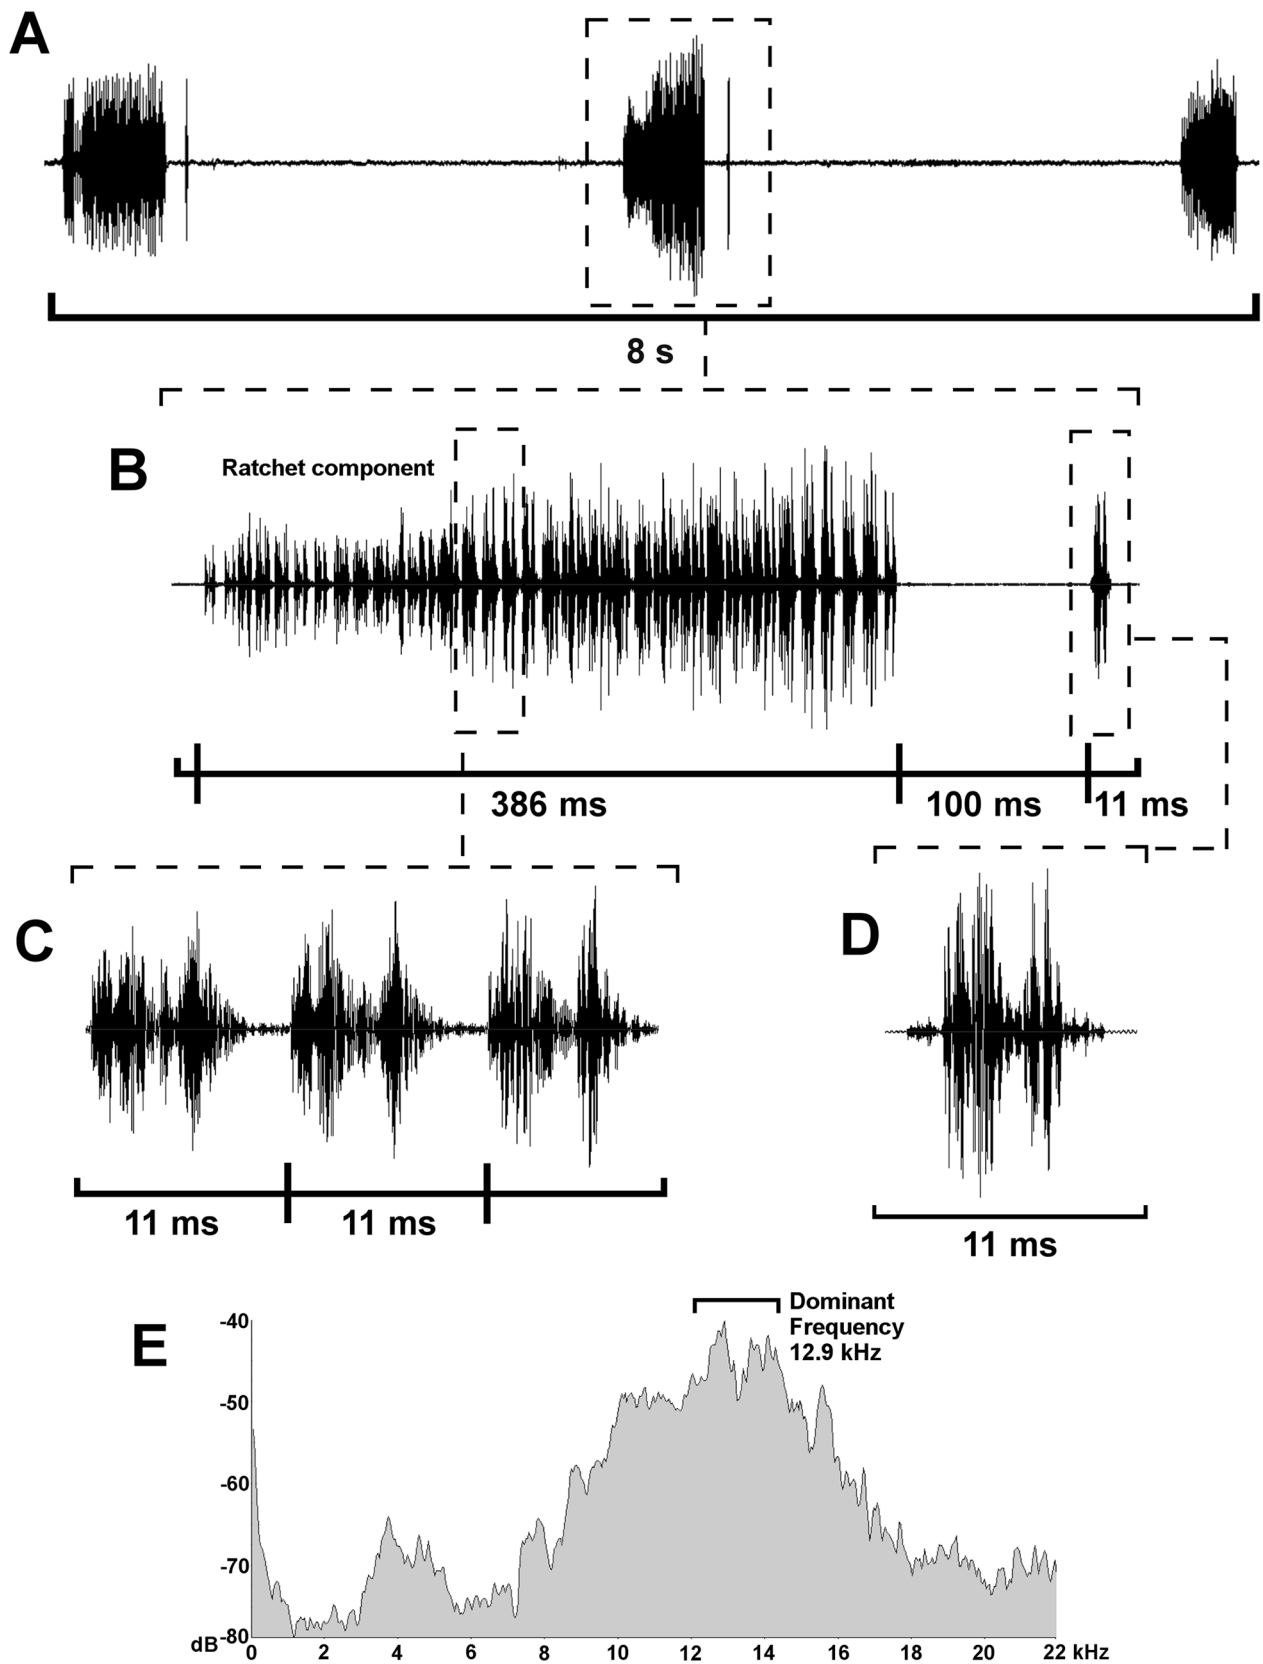 A
8 s
B
Ratchet component
386 ms
100 ms
11 ms
C
D
11 ms
11 ms
11 ms
E
Dominant
Frequency
12.9 kHz
-40
-50
-60
-70
dB -80
0 2 4 6 8 10 12 14 16 18 20 22 kHz